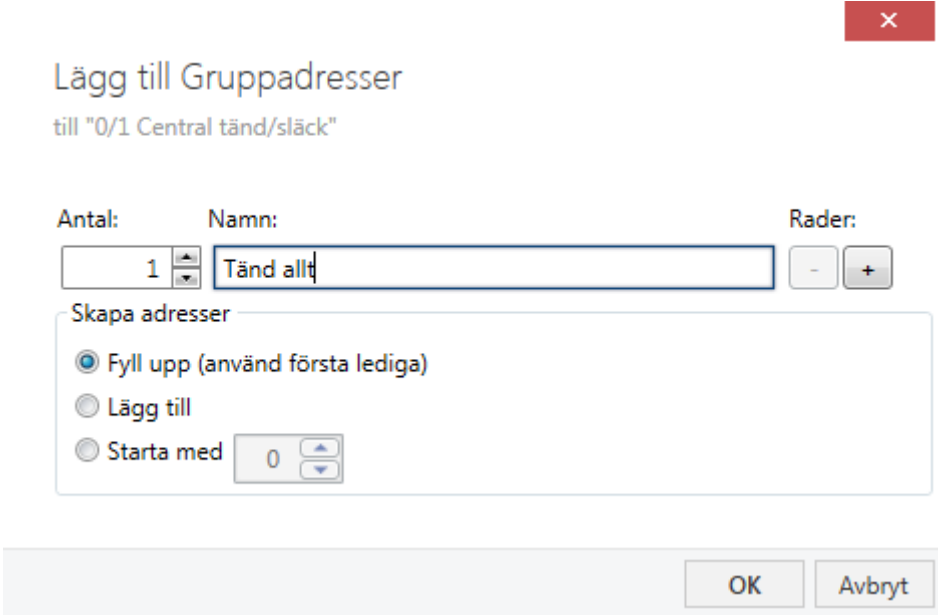 Lägg till Gruppadresser
till "0/1 Central tänd/släck"
Antal: Namn: Rader:
1 Tänd allt - +
Skapa adresser
Fyll upp (använd första lediga)
Lägg till
Starta med 0
OK Avbryt